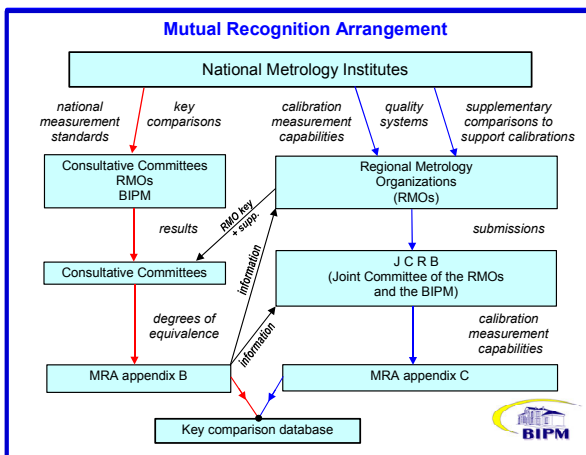 Mutual Recognition Arrangement
National Metrology Institutes
national
measurement
standards
key
comparisons
calibration
measurement
capabilities
quality
systems
supplementary
comparisons to
support calibrations
Consultative Committees
RMOs
BIPM
Regional Metrology
Organizations
(RMOs)
results
RMO key
+ supp.
information
submissions
Consultative Committees
J C R B
(Joint Committee of the RMOs
and the BIPM)
degrees of
equivalence
information
calibration
measurement
capabilities
MRA appendix B
MRA appendix C
Key comparison database
BIPM